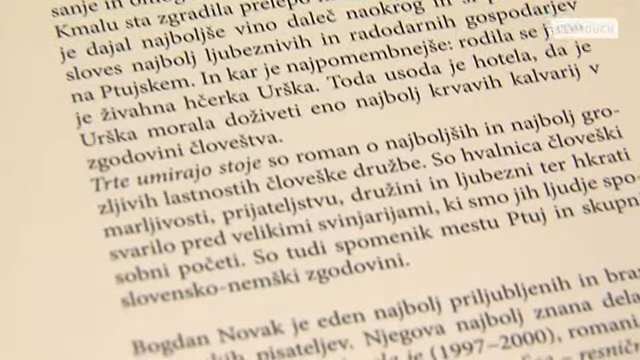 sanje in
Kmalu sta zgradila prelepo
je dajal najboljše vino daleč naokrog in
sloves najbolj ljubeznivih in radodarnih gospodarjev
na Ptujskem. In kar je najpomembnejše: rodila se j
je živahna hčerka Urška. Toda usoda je hotela, da je
Urška morala doživeti eno najbolj krvavih kalvarij v
zgodovini človeštva.
Trte umirajo stoje so roman o najboljših in najbolj gro-
zljivih lastnostih človeške družbe. So hvalnica človeški
marljivosti, prijateljstvu, družini in ljubezni ter hkrati
svarilo pred velikimi svinjarijami, ki smo jih ljudje spo-
sobni početi. So tudi spomenik mestu Ptuj in skupni
slovensko-nemški zgodovini.
Bogdan Novak je eden najbolj priljubljenih in bra
pisateljev. Njegova najbolj znana dela
je (1997–2000), romani
resnič